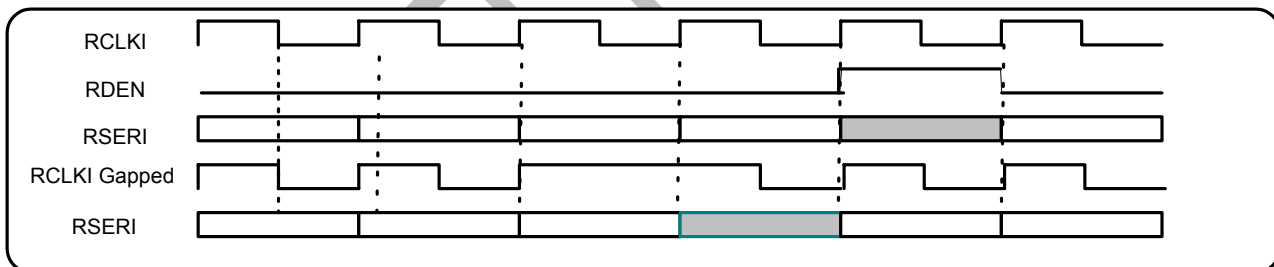 RCLKI
RDEN
RSERI
RCLKI Gapped
RSERI